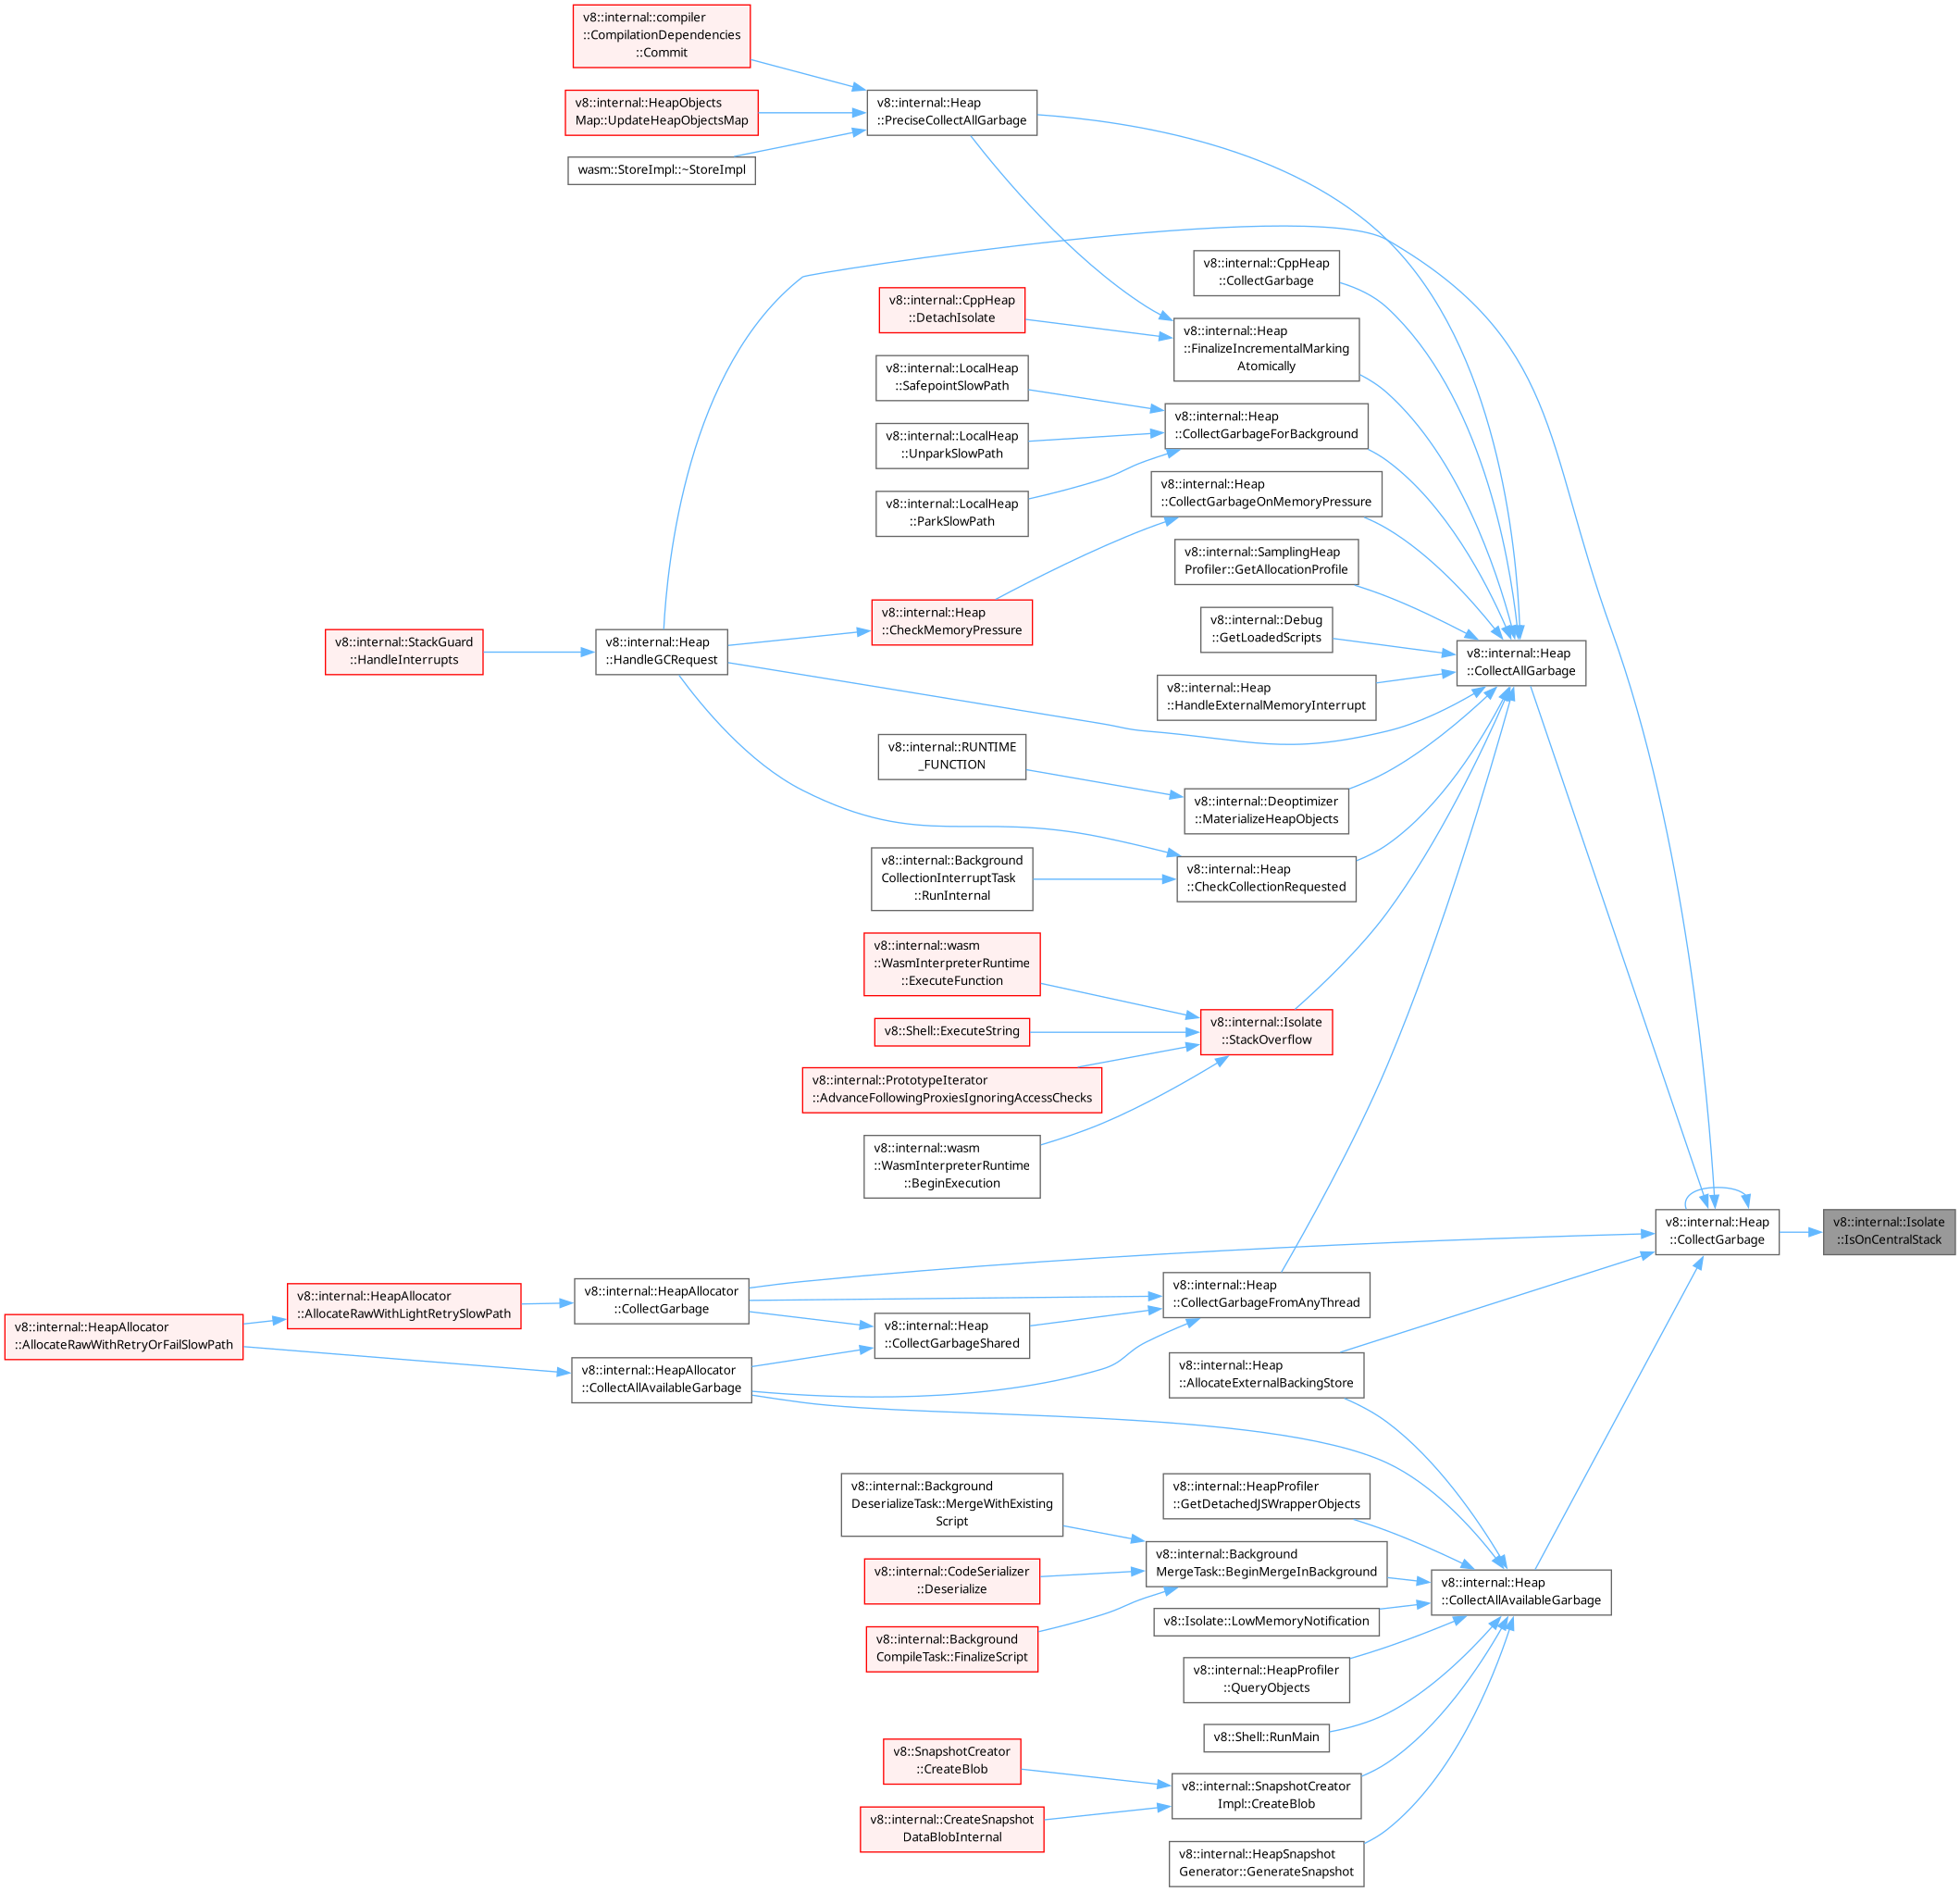 v8::internal::compiler
::CompilationDependencies
::Commit
v8::internal::HeapObjects
Map::UpdateHeapObjectsMap
wasm::StoreImpl::~StoreImpl
v8::internal::Heap
::PreciseCollectAllGarbage
v8::internal::CppHeap
::CollectGarbage
v8::internal::CppHeap
::DetachIsolate
v8::internal::Heap
::FinalizeIncrementalMarking
Atomically
v8::internal::LocalHeap
::SafepointSlowPath
v8::internal::Heap
::CollectGarbageForBackground
v8::internal::LocalHeap
::UnparkSlowPath
v8::internal::LocalHeap
::ParkSlowPath
v8::internal::Heap
::CollectGarbageOnMemoryPressure
v8::internal::SamplingHeap
Profiler::GetAllocationProfile
v8::internal::Heap
::CheckMemoryPressure
v8::internal::Debug
::GetLoadedScripts
v8::internal::StackGuard
::HandleInterrupts
v8::internal::Heap
::HandleGCRequest
v8::internal::Heap
::CollectAllGarbage
v8::internal::Heap
::HandleExternalMemoryInterrupt
v8::internal::RUNTIME
_FUNCTION
v8::internal::Deoptimizer
::MaterializeHeapObjects
v8::internal::Background
CollectionInterruptTask
::RunInternal
v8::internal::Heap
::CheckCollectionRequested
v8::internal::wasm
::WasmInterpreterRuntime
::ExecuteFunction
v8::Shell::ExecuteString
v8::internal::Isolate
::StackOverflow
v8::internal::PrototypeIterator
::AdvanceFollowingProxiesIgnoringAccessChecks
v8::internal::wasm
::WasmInterpreterRuntime
::BeginExecution
v8::internal::Heap
::CollectGarbage
v8::internal::Isolate
::IsOnCentralStack
v8::internal::HeapAllocator
::AllocateRawWithRetryOrFailSlowPath
v8::internal::HeapAllocator
::AllocateRawWithLightRetrySlowPath
v8::internal::HeapAllocator
::CollectGarbage
v8::internal::Heap
::CollectGarbageFromAnyThread
v8::internal::Heap
::CollectGarbageShared
v8::internal::HeapAllocator
::CollectAllAvailableGarbage
v8::internal::Heap
::AllocateExternalBackingStore
v8::internal::Background
DeserializeTask::MergeWithExisting
Script
v8::internal::HeapProfiler
::GetDetachedJSWrapperObjects
v8::internal::CodeSerializer
::Deserialize
v8::internal::Background
MergeTask::BeginMergeInBackground
v8::internal::Heap
::CollectAllAvailableGarbage
v8::Isolate::LowMemoryNotification
v8::internal::Background
CompileTask::FinalizeScript
v8::internal::HeapProfiler
::QueryObjects
v8::Shell::RunMain
v8::SnapshotCreator
::CreateBlob
v8::internal::SnapshotCreator
Impl::CreateBlob
v8::internal::CreateSnapshot
DataBlobInternal
v8::internal::HeapSnapshot
Generator::GenerateSnapshot